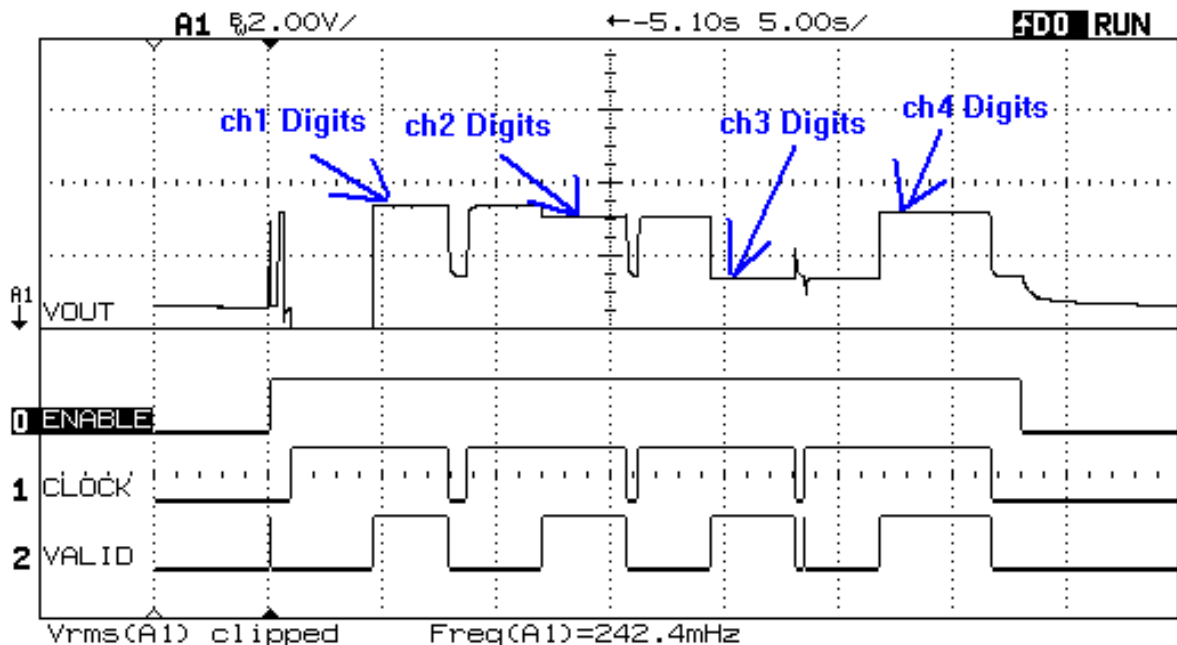 A1 BW2.00V/ ←-5.10s 5.00s/ D0 RUN
ch1 Digits
ch2 Digits
ch3 Digits
ch4 Digits
A1
VOUT
0 ENABLE
1 CLOCK
2 VALID
Vrms(A1) clipped Freq(A1)=242.4mHz